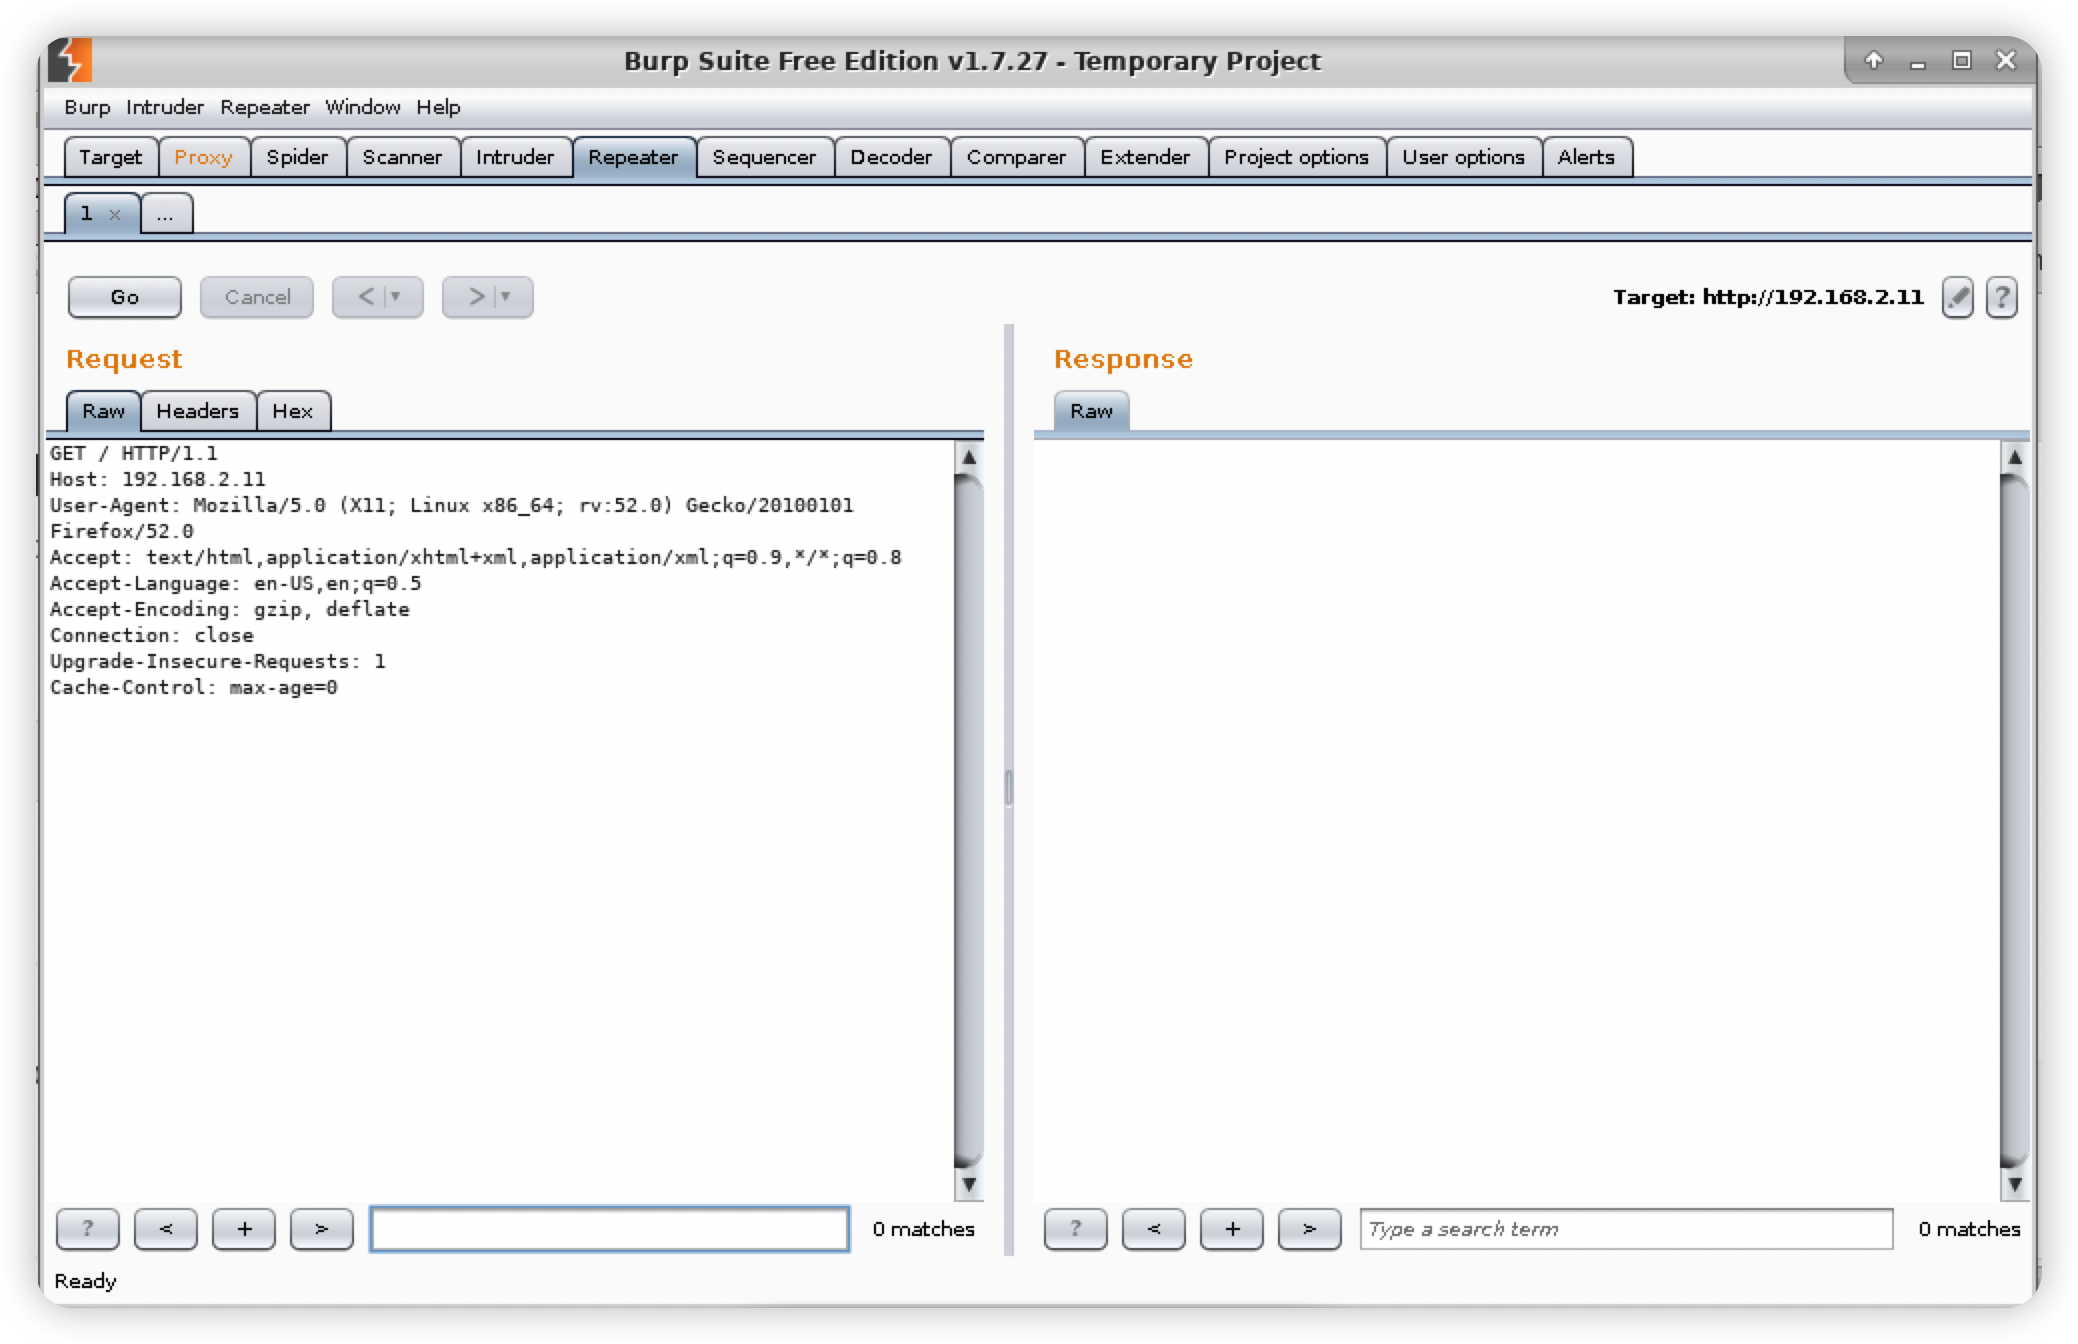 Burp Suite Free Edition v1.7.27 - Temporary Project
Burp Intruder Repeater Window Help
Target Proxy Spider Scanner Intruder Repeater Sequencer Decoder Comparer Extender Project options User options Alerts
1 × ...
Go Cancel < > Target: http://192.168.2.11 ?
Request
Raw Headers Hex
GET / HTTP/1.1
Host: 192.168.2.11
User-Agent: Mozilla/5.0 (X11; Linux x86_64; rv:52.0) Gecko/20100101
Firefox/52.0
Accept: text/html,application/xhtml+xml,application/xml;q=0.9,*/*;q=0.8
Accept-Language: en-US,en;q=0.5
Accept-Encoding: gzip, deflate
Connection: close
Upgrade-Insecure-Requests: 1
Cache-Control: max-age=0
? < + > 0 matches
Response
Raw
? < + > Type a search term 0 matches
Ready